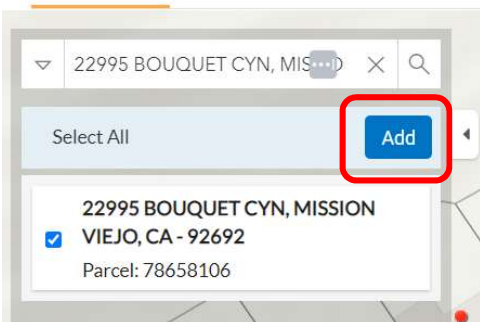 22995 BOUQUET CYN, MIS
Select All
Add
22995 BOUQUET CYN, MISSION
VIEJO, CA - 92692
Parcel: 78658106